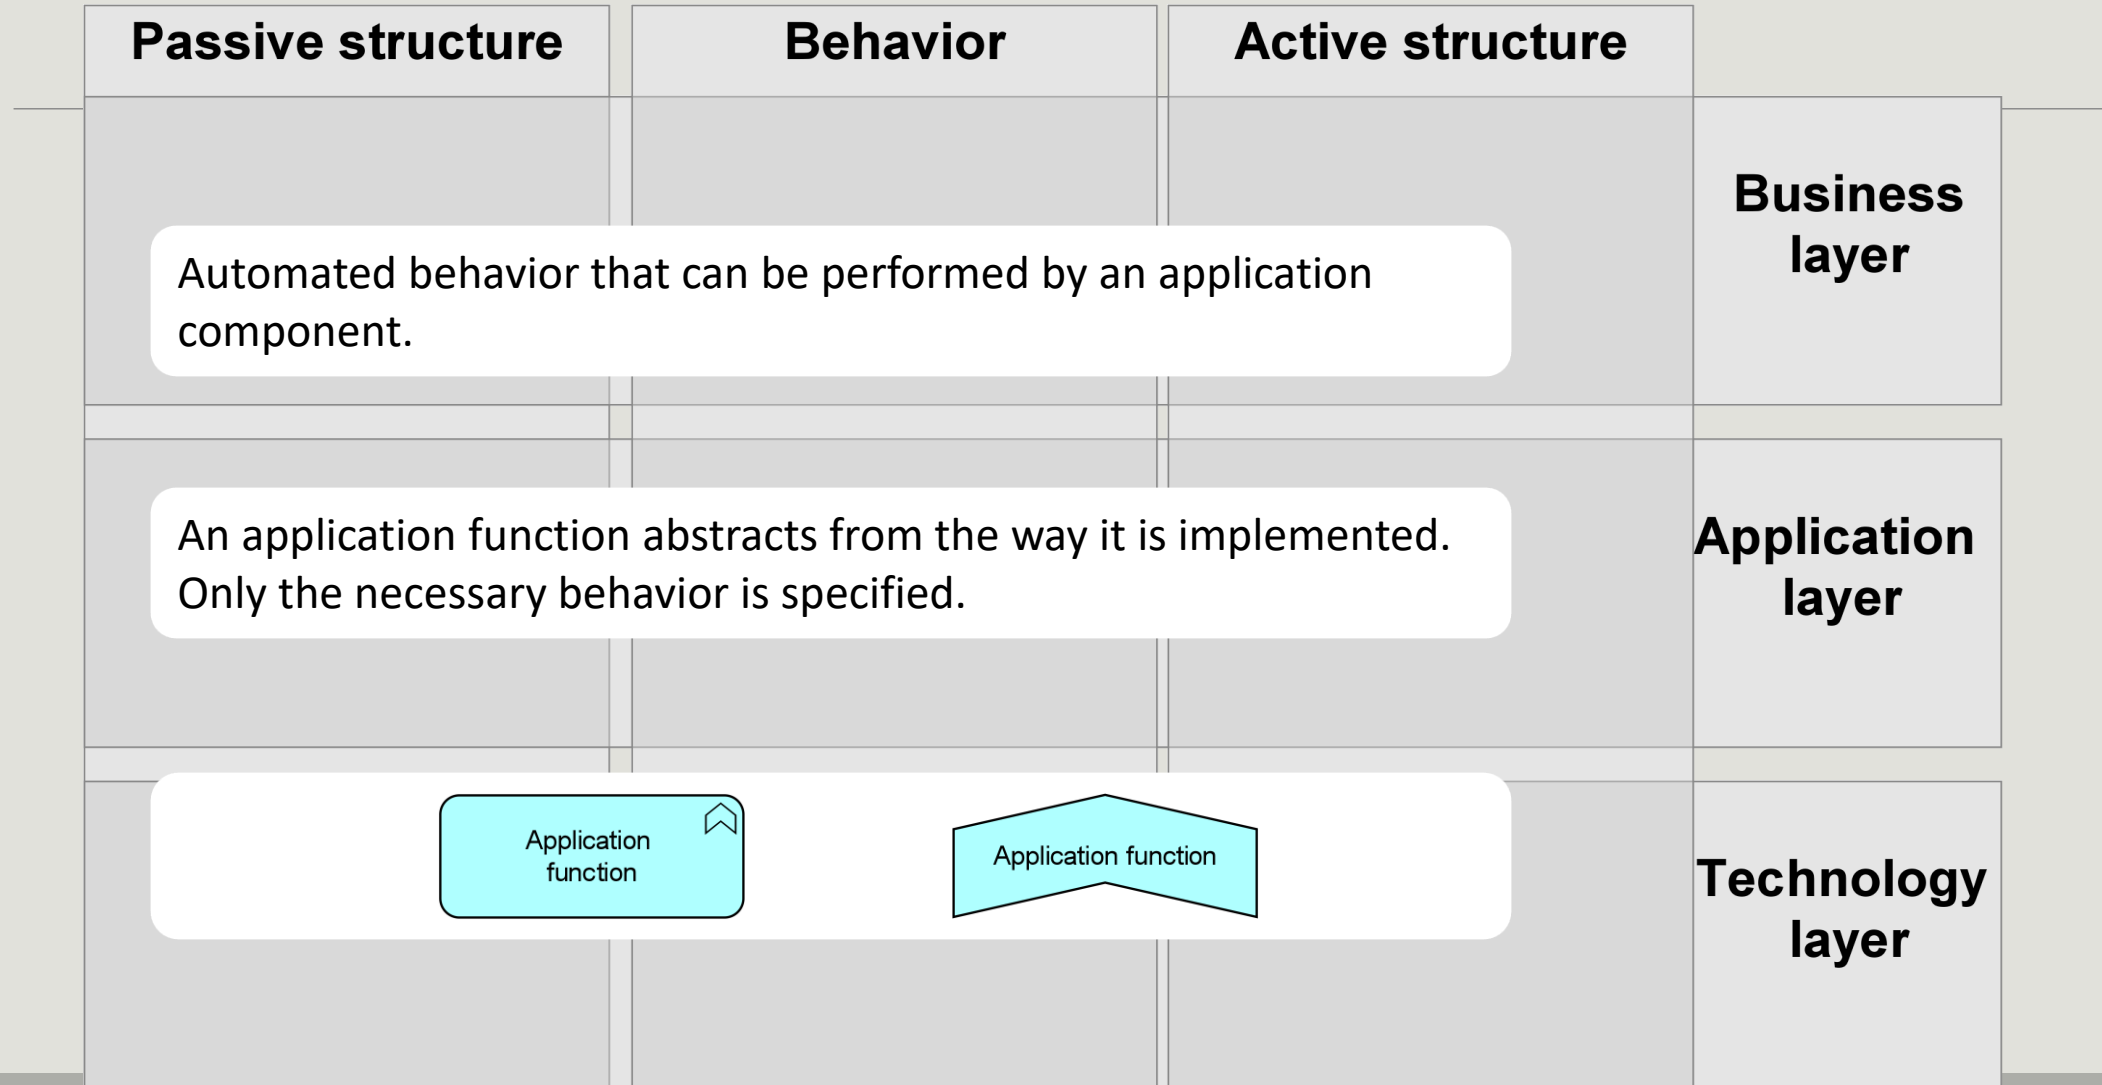 Passive structure
Behavior
Active structure
Business
layer
Automated behavior that can be performed by an application
component.
An application function abstracts from the way it is implemented.
Only the necessary behavior is specified.
Application
layer
Application
function
Application function
Technology
layer